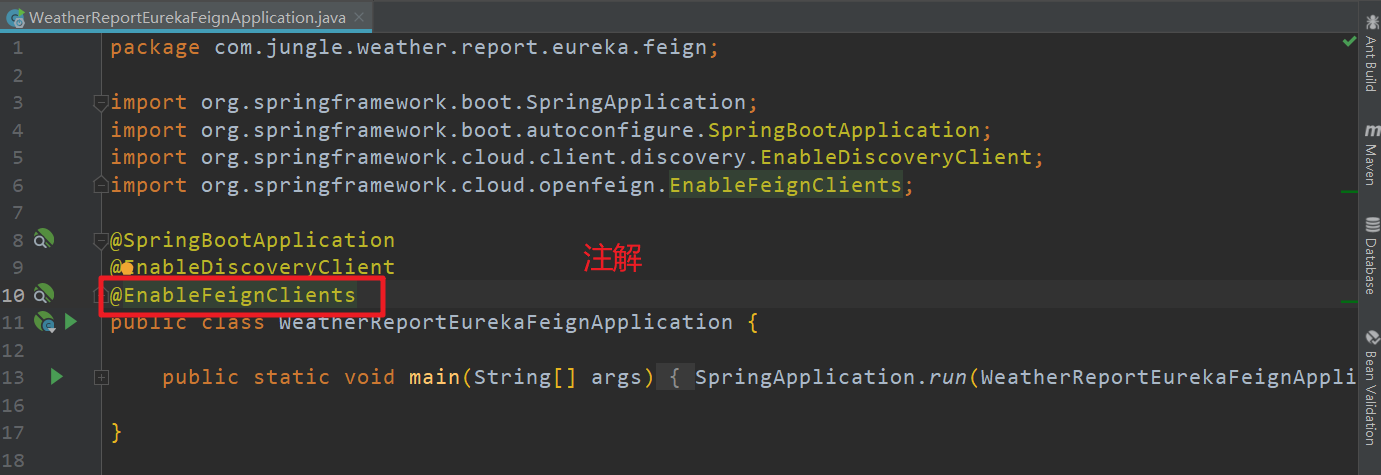 WeatherReportEurekaFeignApplication.java
Ant Build
Maven
Database
Bean Validation
1 package com.jungle.weather.report.eureka.feign;
2
3 import org.springframework.boot.SpringApplication;
4 import org.springframework.boot.autoconfigure.SpringBootApplication;
5 import org.springframework.cloud.client.discovery.EnableDiscoveryClient;
6 import org.springframework.cloud.openfeign.EnableFeignClients;
7
8 @SpringBootApplication
注解
9 @EnableDiscoveryClient
10 @EnableFeignClients
11 public class WeatherReportEurekaFeignApplication {
12
13 public static void main(String[] args) { SpringApplication.run(WeatherReportEurekaFeignAppli
16
17 }
18